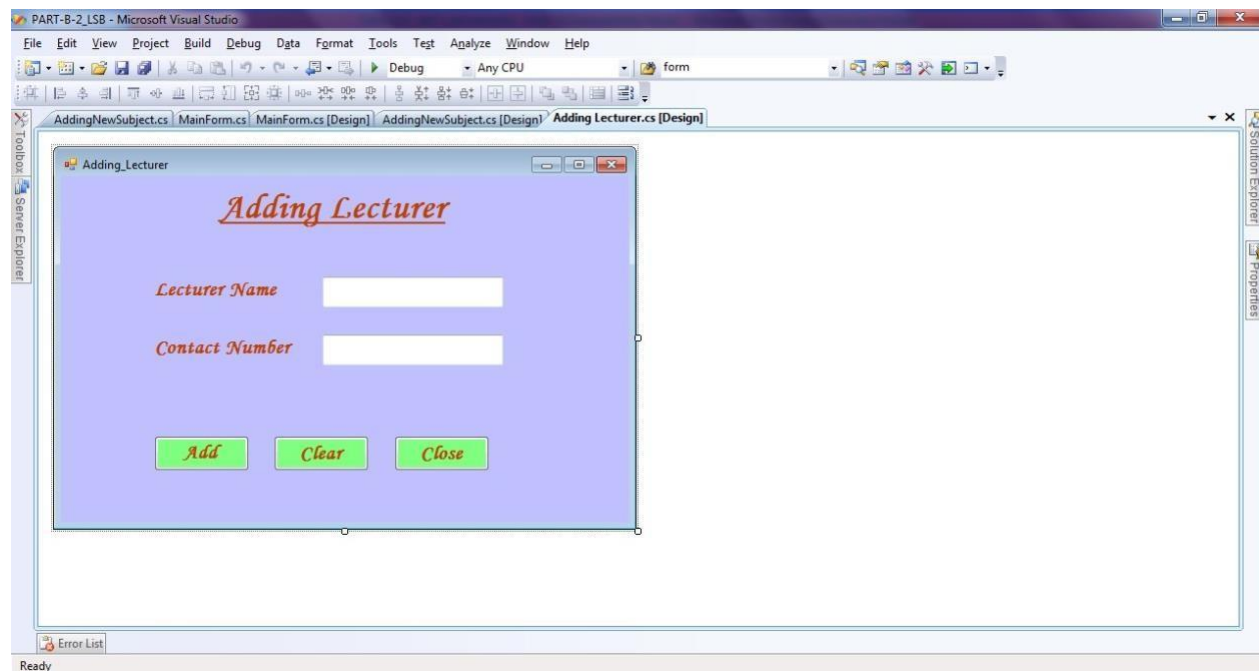 PART-B-2_LSB - Microsoft Visual Studio
File Edit View Project Build Debug Data Format Tools Test Analyze Window Help
Debug Any CPU form
AddingNewSubject.cs MainForm.cs MainForm.cs [Design] AddingNewSubject.cs [Design] Adding Lecturer.cs [Design]
Toolbox
Server Explorer
Solution Explorer
Properties
Adding_Lecturer
Adding Lecturer
Lecturer Name
Contact Number
Add Clear Close
Error List
Ready